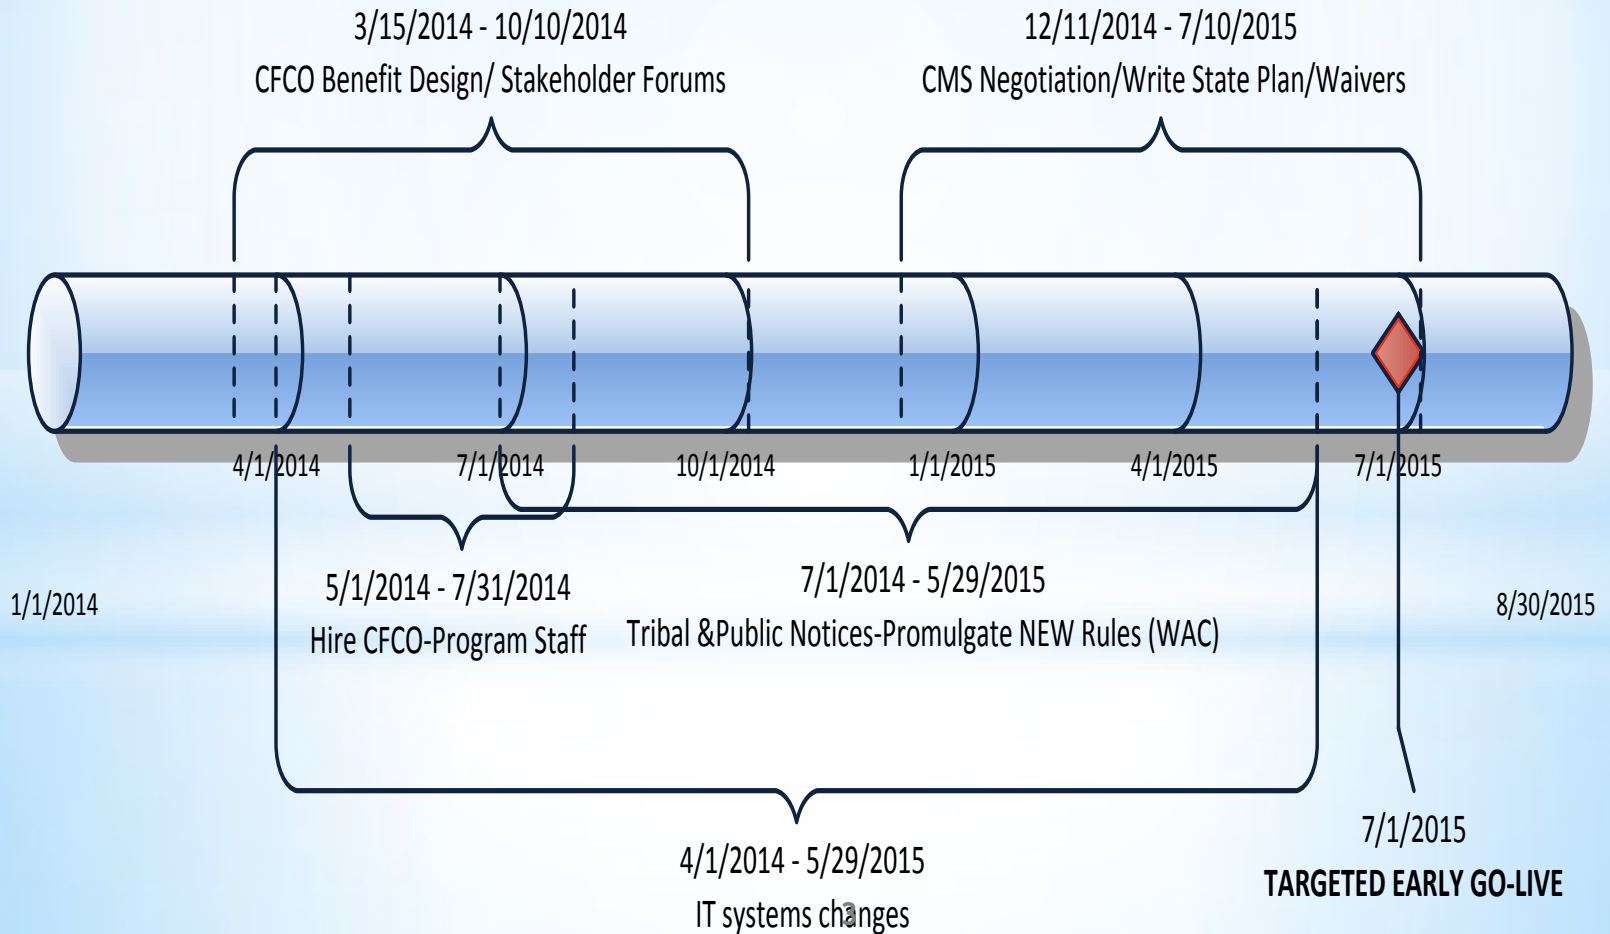 3/15/2014 - 10/10/2014
CFCO Benefit Design/ Stakeholder Forums
12/11/2014 - 7/10/2015
CMS Negotiation/Write State Plan/Waivers
4/1/2014
7/1/2014
10/1/2014
1/1/2015
4/1/2015
7/1/2015
1/1/2014
5/1/2014 - 7/31/2014
Hire CFCO-Program Staff
7/1/2014 - 5/29/2015
Tribal &Public Notices-Promulgate NEW Rules (WAC)
8/30/2015
4/1/2014 - 5/29/2015
IT systems changes
7/1/2015
TARGETED EARLY GO-LIVE
3